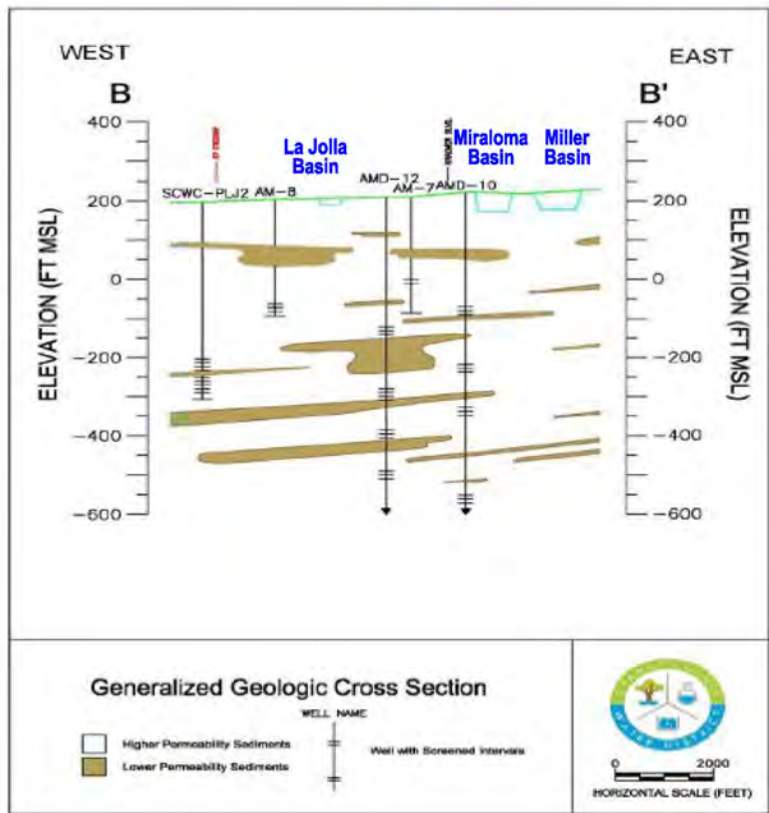 WEST
EAST
B
B'
La Jolla
Basin
Miraloma
Basin
Miller
Basin
SCWC-PLJ2
AM-8
AMD-12
AM-7
AMD-10
400
200
0
-200
-400
-600
ELEVATION (FT MSL)
400
200
0
-200
-400
-600
ELEVATION (FT MSL)
Generalized Geologic Cross Section
WELL NAME
Higher Permeability Sediments
Lower Permeability Sediments
Well with Screened Intervals
WATER DISTRICT
0 2000
HORIZONTAL SCALE (FEET)